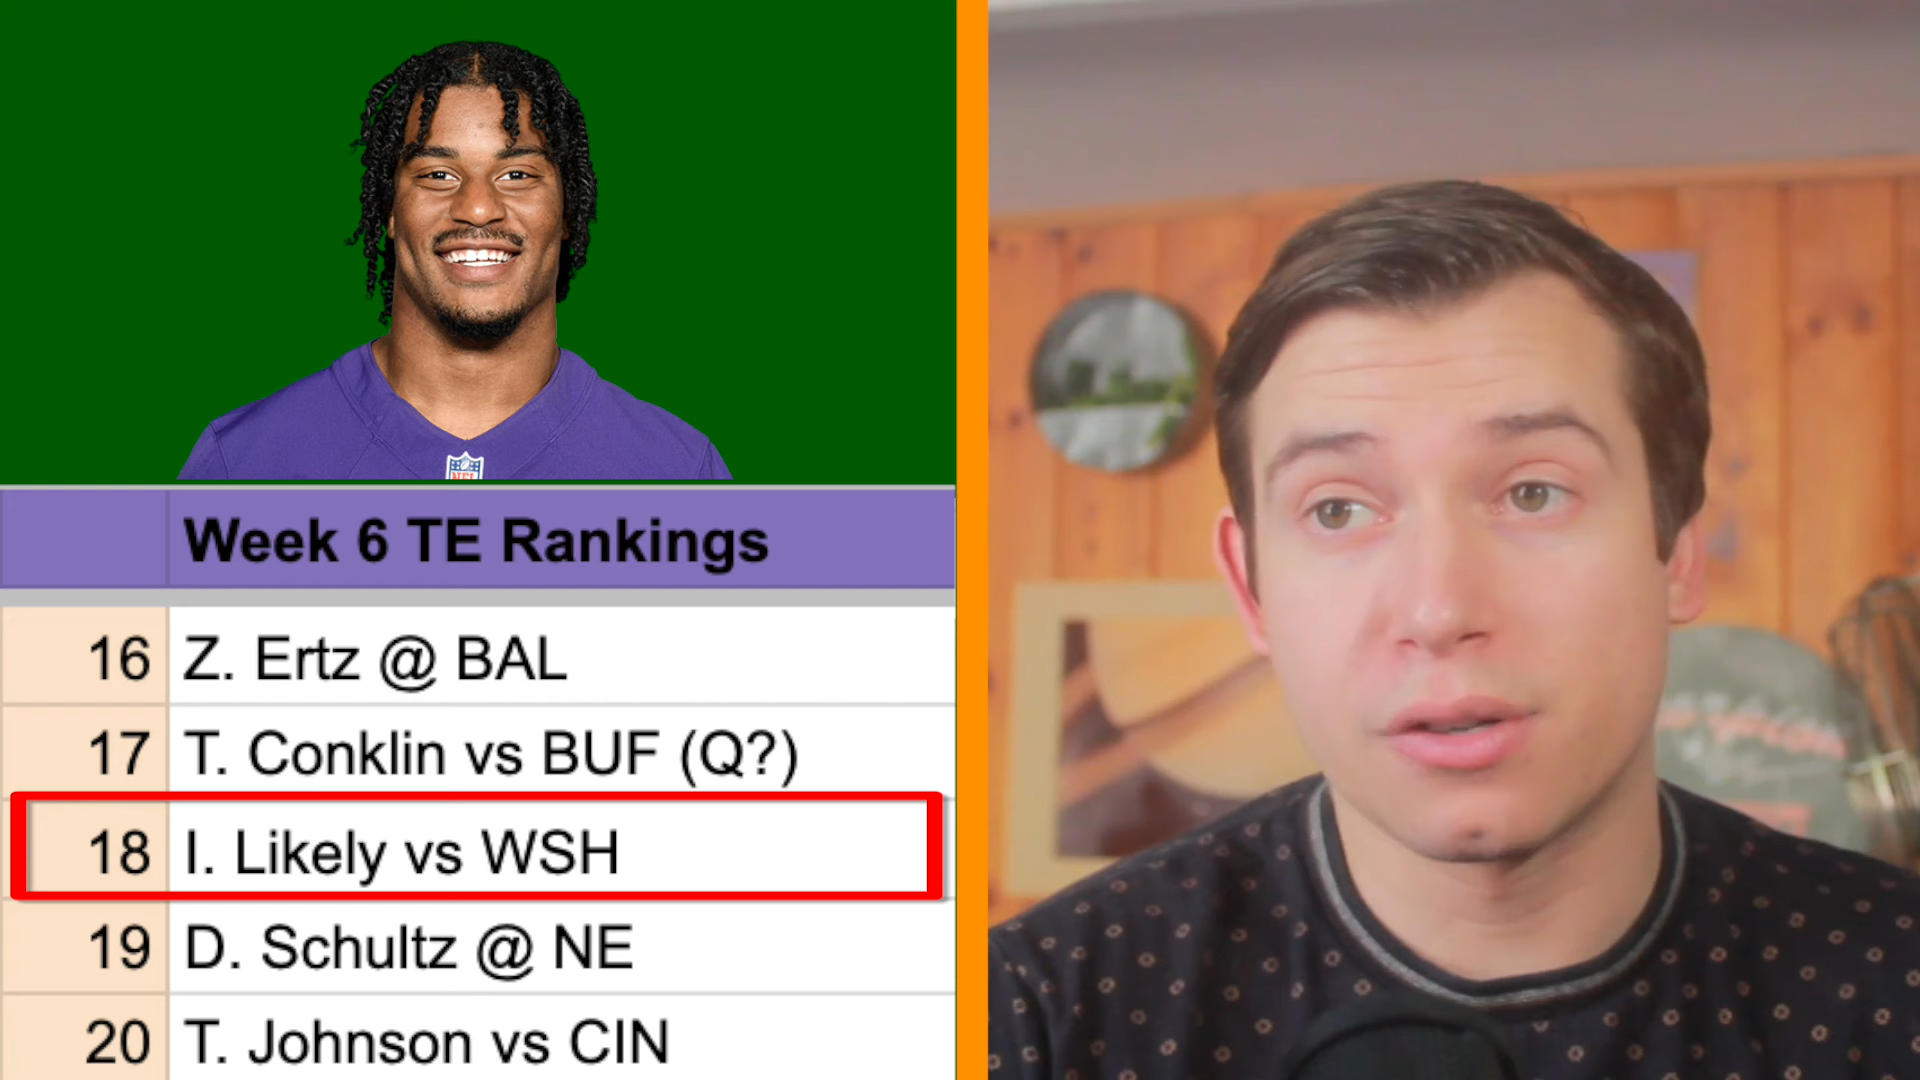 NFL
Week 6 TE Rankings
16 Z. Ertz @ BAL
17 T. Conklin vs BUF (Q?)
18 I. Likely vs WSH
19 D. Schultz @ NE
20 T. Johnson vs CIN